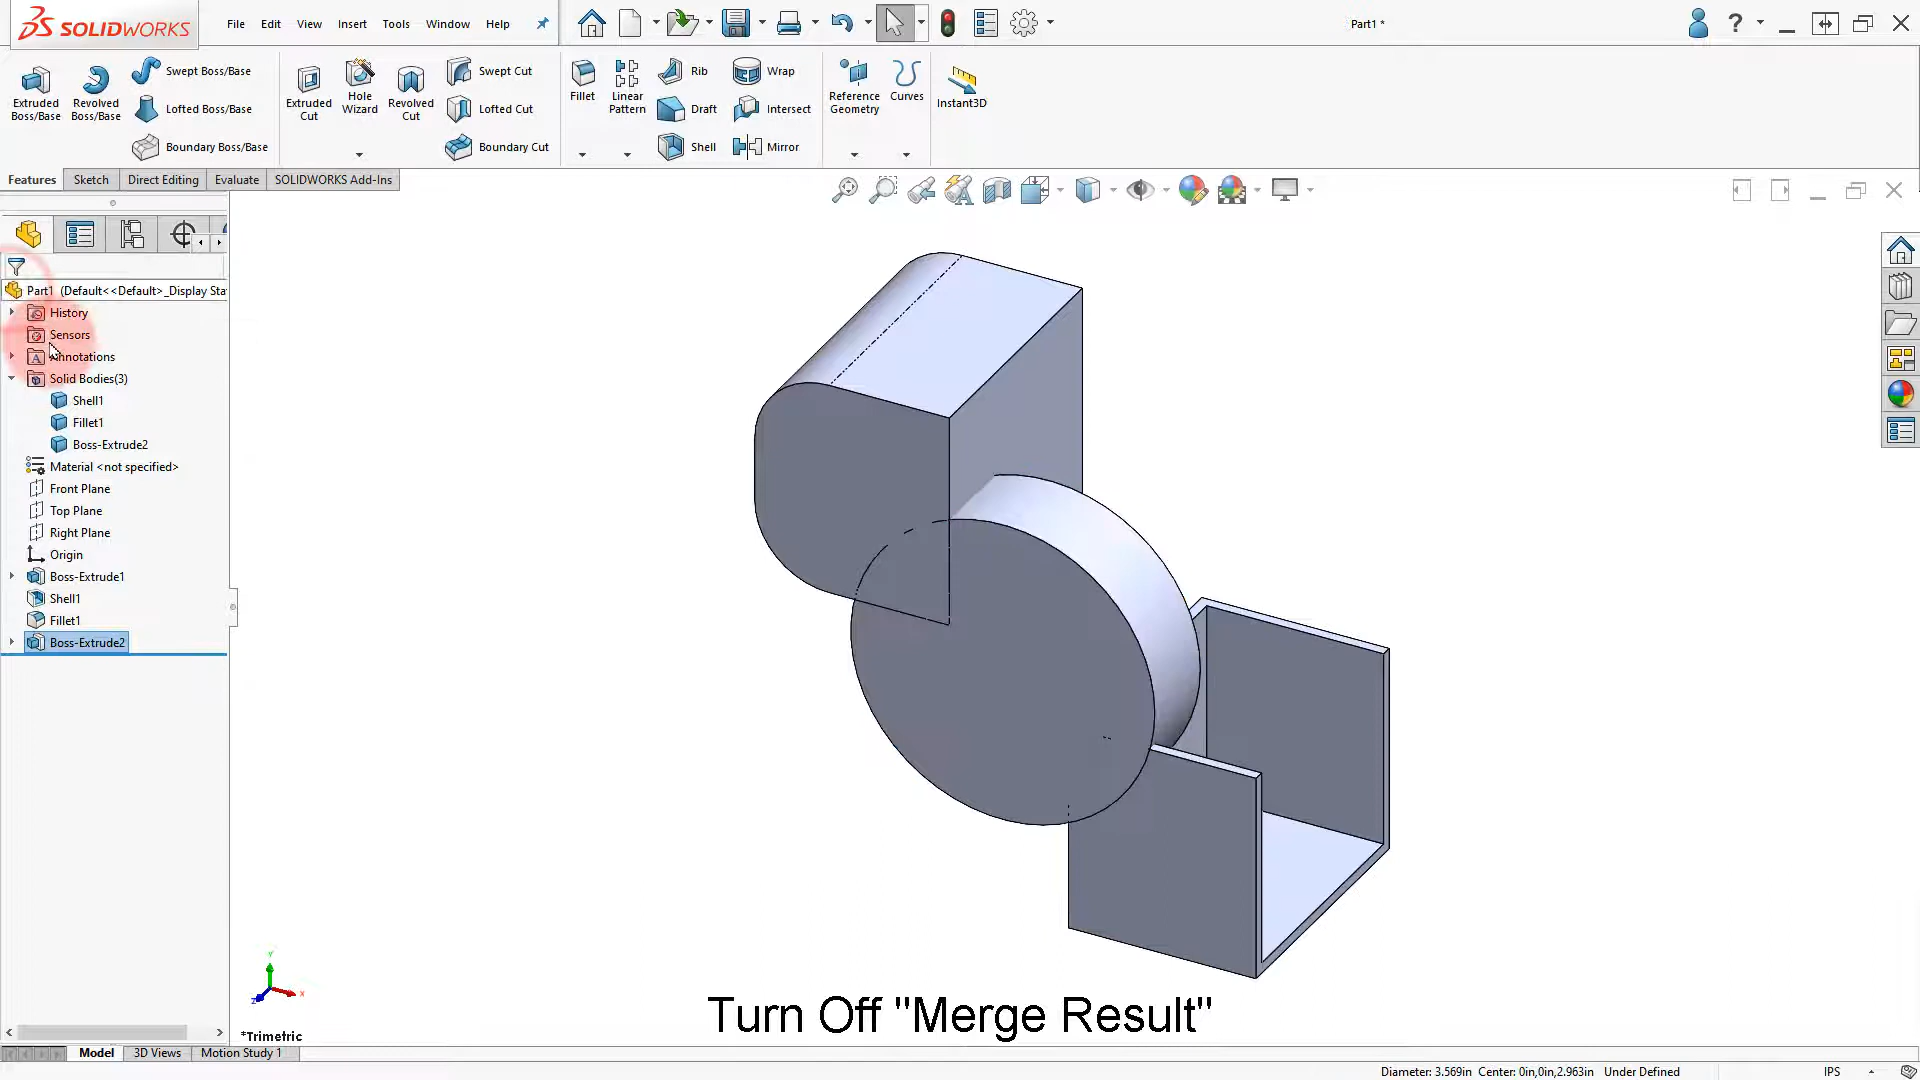 SOLIDWORKS
File Edit View Insert Tools Window Help
Part1 *
?
Extruded Boss/Base
Revolved Boss/Base
Swept Boss/Base
Lofted Boss/Base
Boundary Boss/Base
Extruded Cut
Hole Wizard
Revolved Cut
Swept Cut
Lofted Cut
Boundary Cut
Fillet
Linear Pattern
Rib
Draft
Shell
Wrap
Intersect
Mirror
Reference Geometry
Curves
Instant3D
Features Sketch Direct Editing Evaluate SOLIDWORKS Add-Ins
Part1 (Default<<Default>_Display Sta
History
Sensors
Annotations
Solid Bodies(3)
Shell1
Fillet1
Boss-Extrude2
Material <not specified>
Front Plane
Top Plane
Right Plane
Origin
Boss-Extrude1
Shell1
Fillet1
Boss-Extrude2
Y
X
Z
*Trimetric
Turn Off "Merge Result"
Model 3D Views Motion Study 1
Diameter: 3.569in Center: 0in,0in,2.963in Under Defined IPS